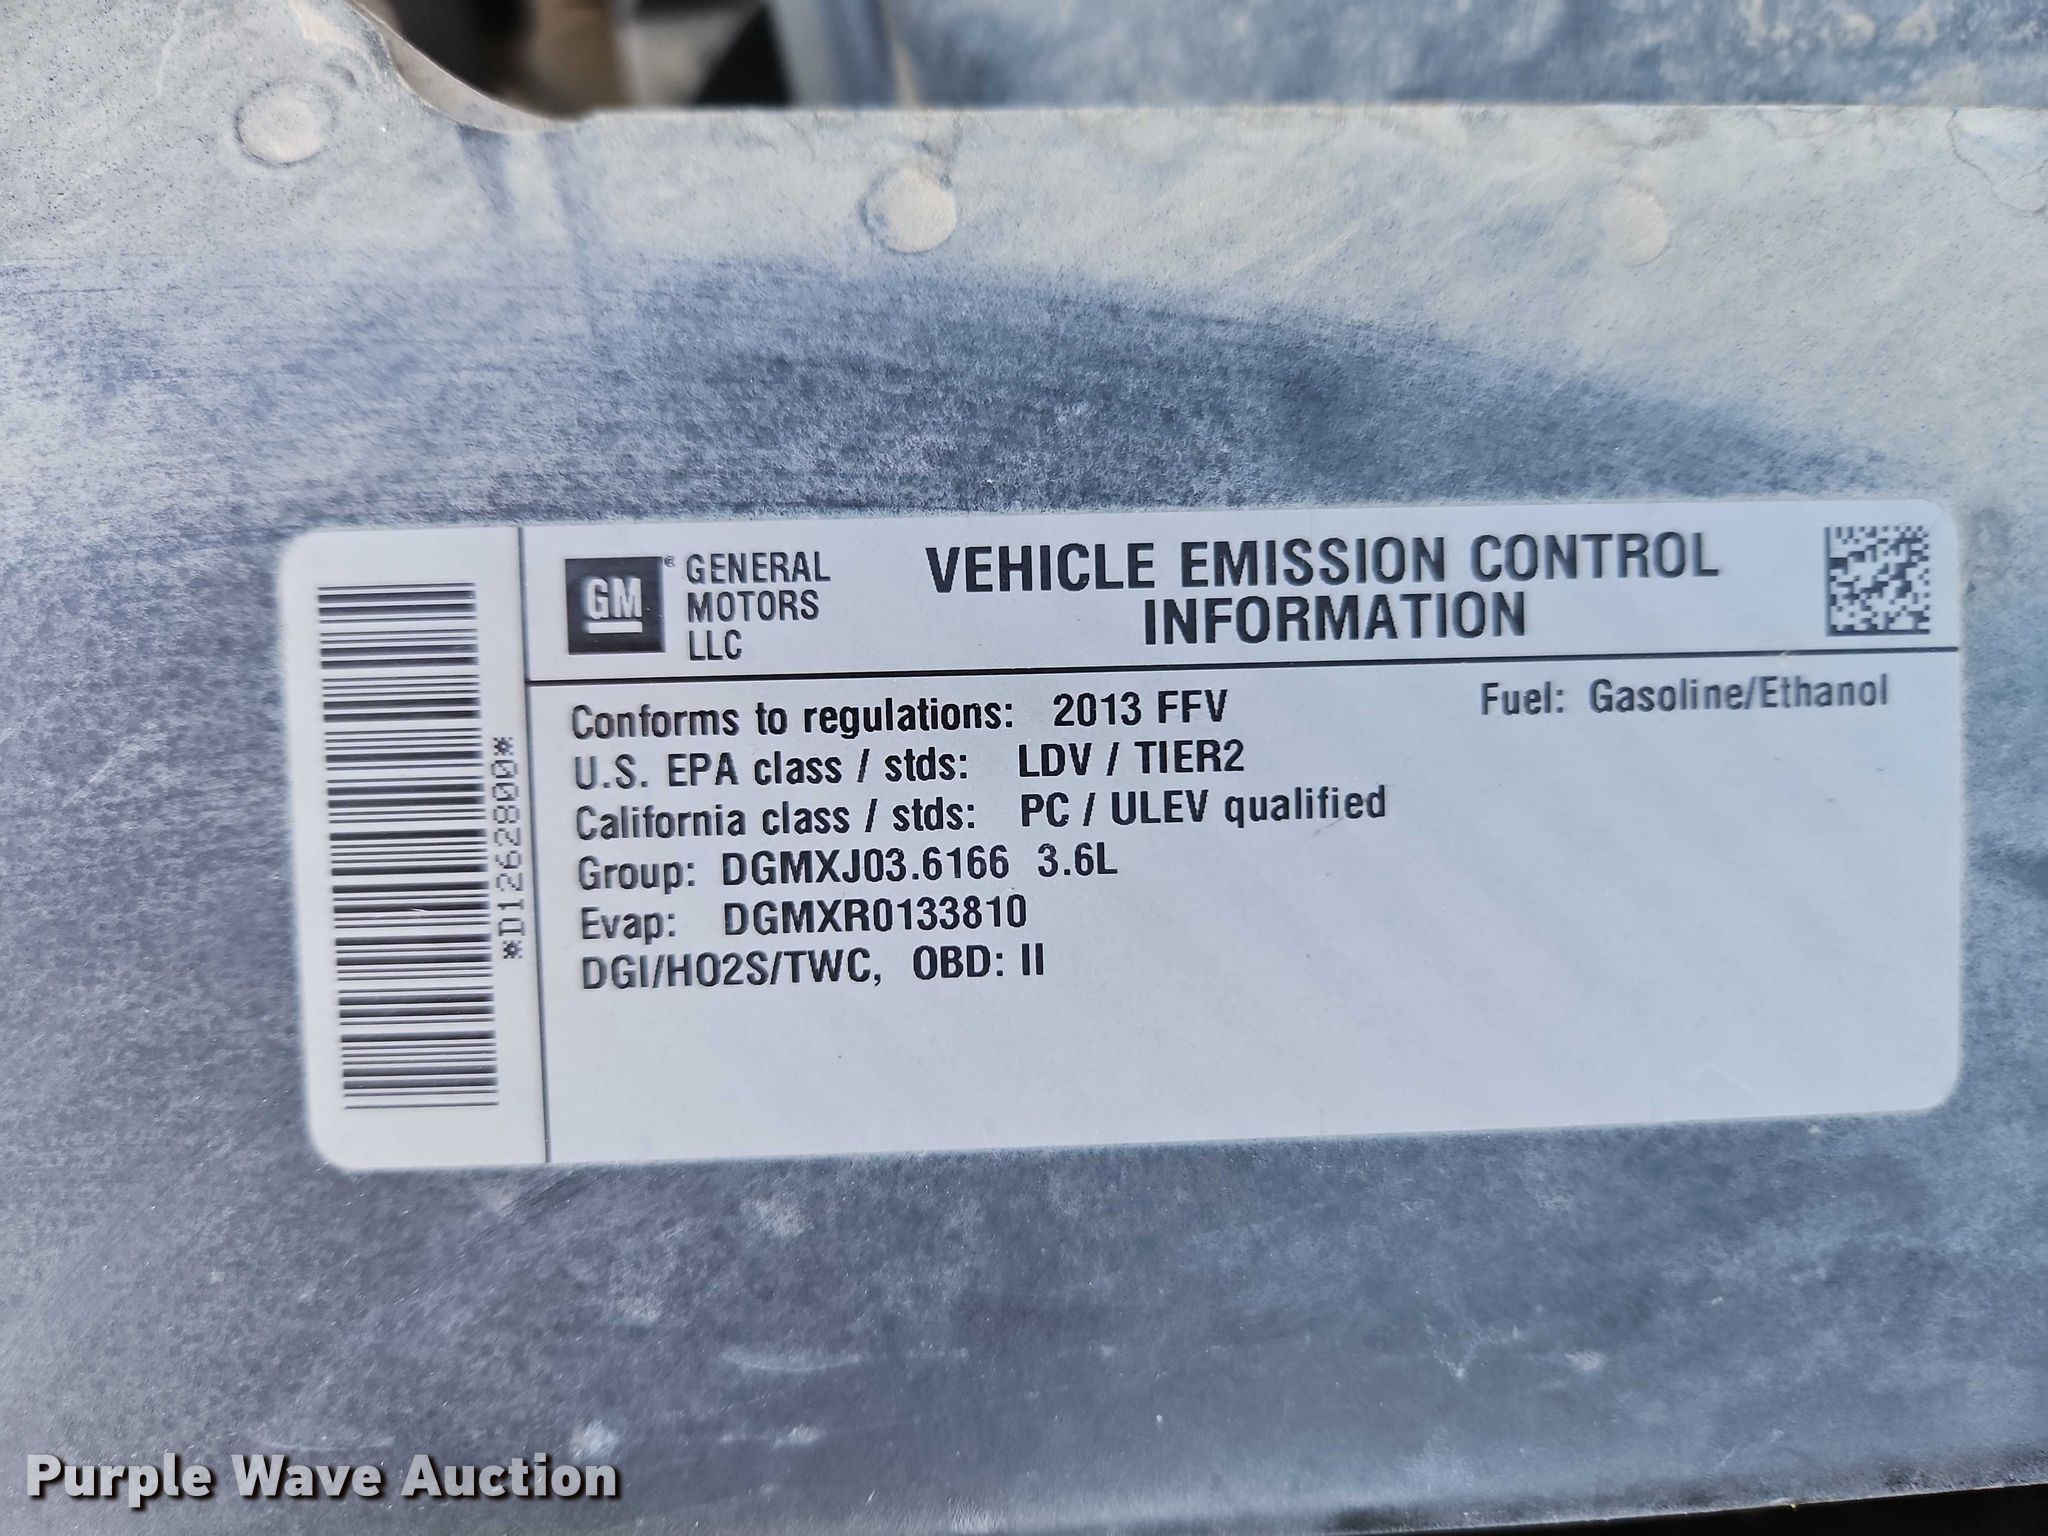 GM ® GENERAL
MOTORS
LLC
VEHICLE EMISSION CONTROL
INFORMATION
Conforms to regulations: 2013 FFV
Fuel: Gasoline/Ethanol
U.S. EPA class / stds: LDV / TIER2
California class / stds: PC / ULEV qualified
Group: DGMXJ03.6166 3.6L
Evap: DGMXR0133810
DGI/HO2S/TWC, OBD: II
*D1262800*
Purple Wave Auction